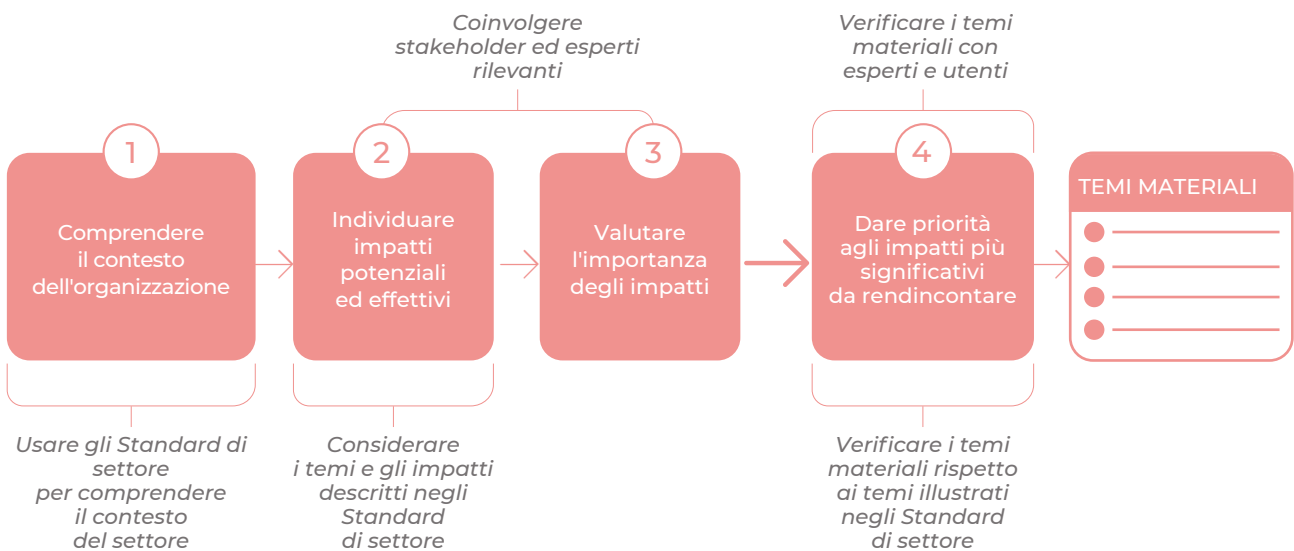 Coinvolgere
stakeholder ed esperti
rilevanti
Verificare i temi
materiali con
esperti e utenti
1
Comprendere
il contesto
dell'organizzazione
2
Individuare
impatti
potenziali
ed effettivi
3
Valutare
l'importanza
degli impatti
4
Dare priorità
agli impatti più
significativi
da rendincontare
TEMI MATERIALI
Usare gli Standard di
settore
per comprendere
il contesto
del settore
Considerare
i temi e gli impatti
descritti negli
Standard
di settore
Verificare i temi
materiali rispetto
ai temi illustrati
negli Standard
di settore